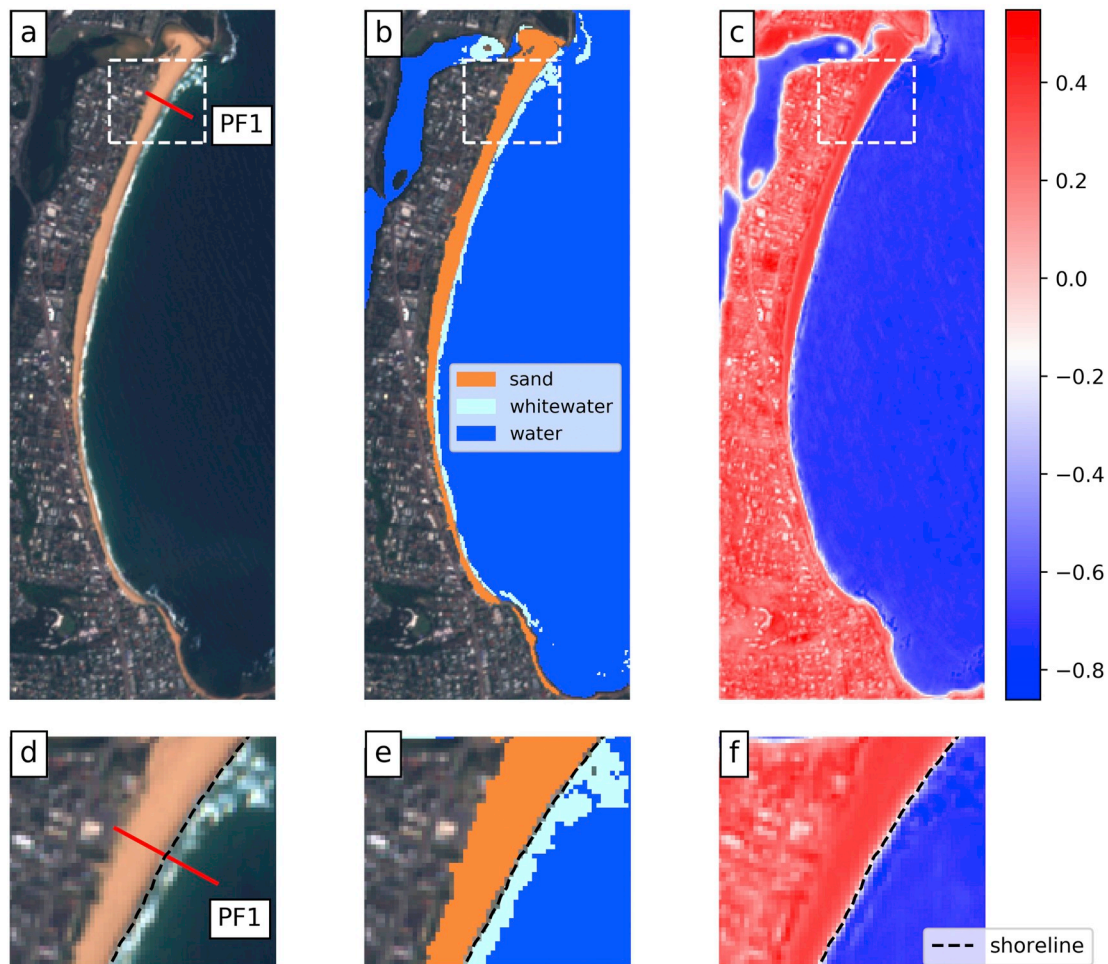 a
PF1
b
sand
whitewater
water
c
0.4
0.2
0.0
−0.2
−0.4
−0.6
−0.8
d
PF1
e
f
shoreline